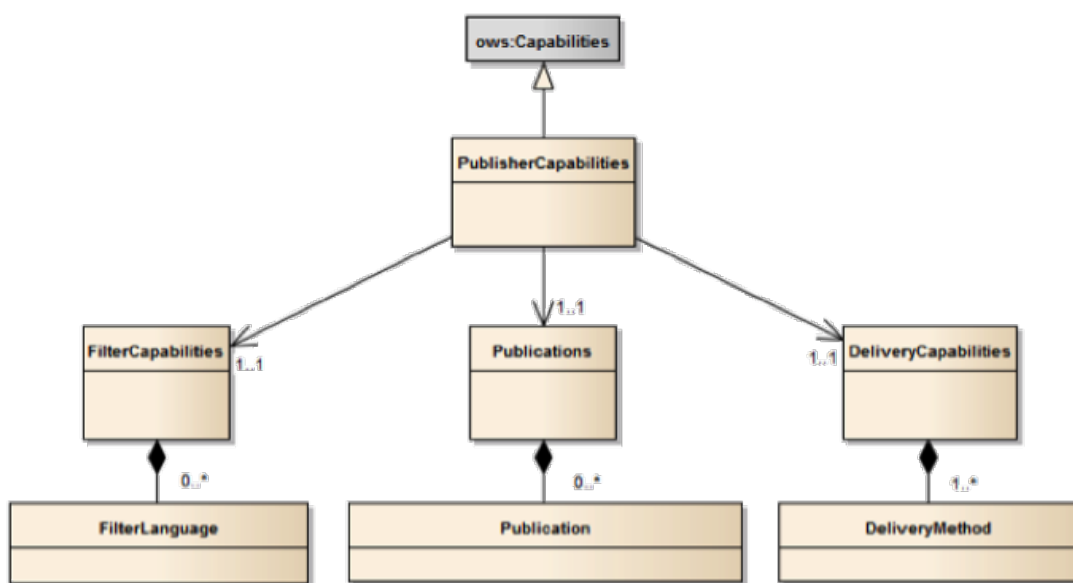 ows:Capabilities
PublisherCapabilities
1..1
FilterCapabilities
1..1
Publications
1..1
DeliveryCapabilities
0..*
0..*
1..*
FilterLanguage
Publication
DeliveryMethod